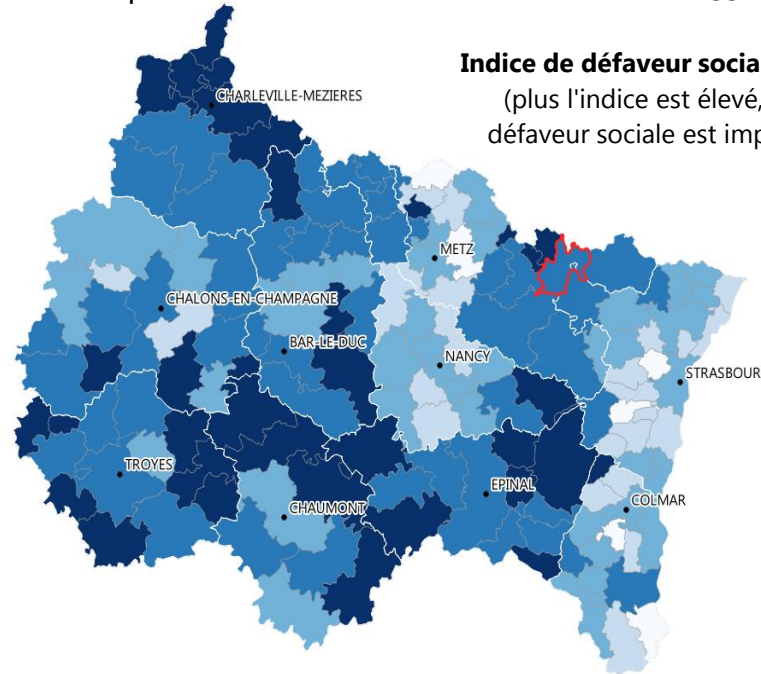 Indice de défaveur socia
(plus l'indice est élevé,
défaveur sociale est imp
CHARLEVILLE-MEZIERES
METZ
CHALONS-EN-CHAMPAGNE
BAR-LE-DUC
NANCY
STRASBOUR
TROYES
EPINAL
CHAUMONT
COLMAR